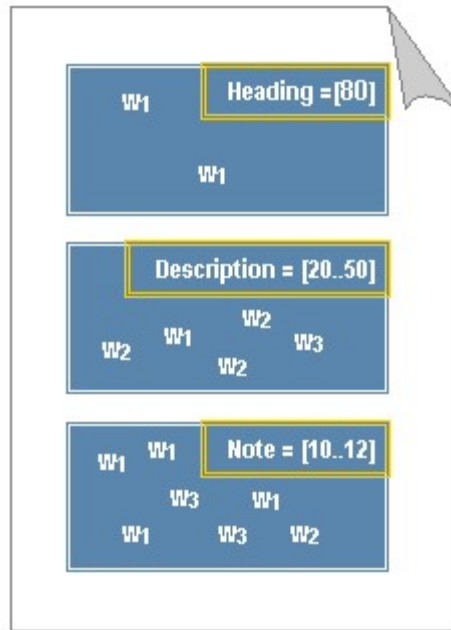 W1 Heading =[80]
W1
Description = [20..50]
W2
W2 W1 W3
W2
W1 W1 Note = [10..12]
W3 W1
W1 W3 W2